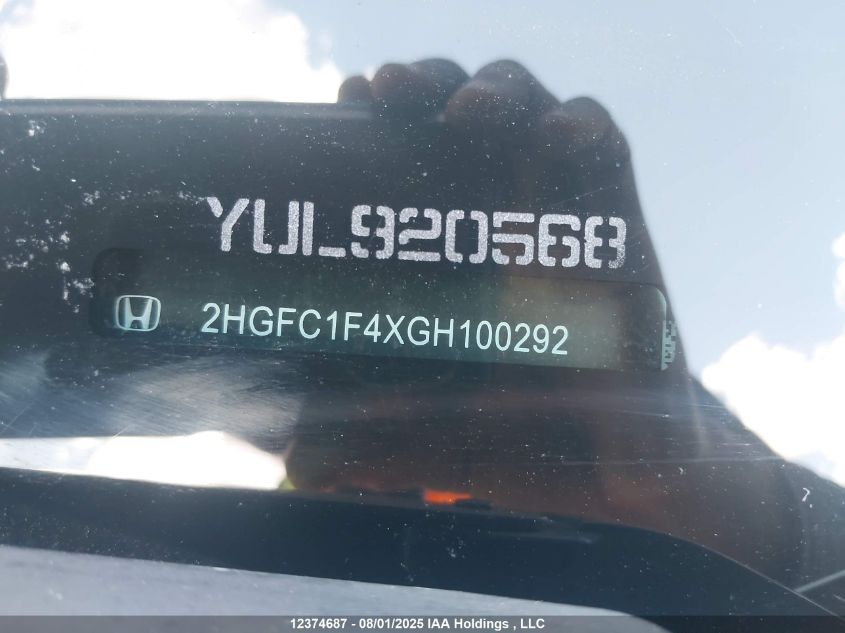 YUL920568
2HGFC1F4XGH100292
12374687 - 08/01/2025 IAA Holdings , LLC